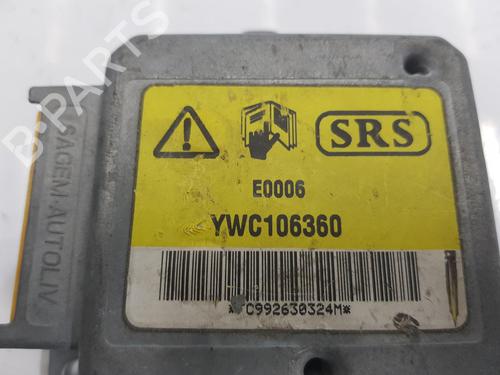 B-PARTS
SAGEM-AUTOLIV
SRS
E0006
YWC106360
C992630324M*